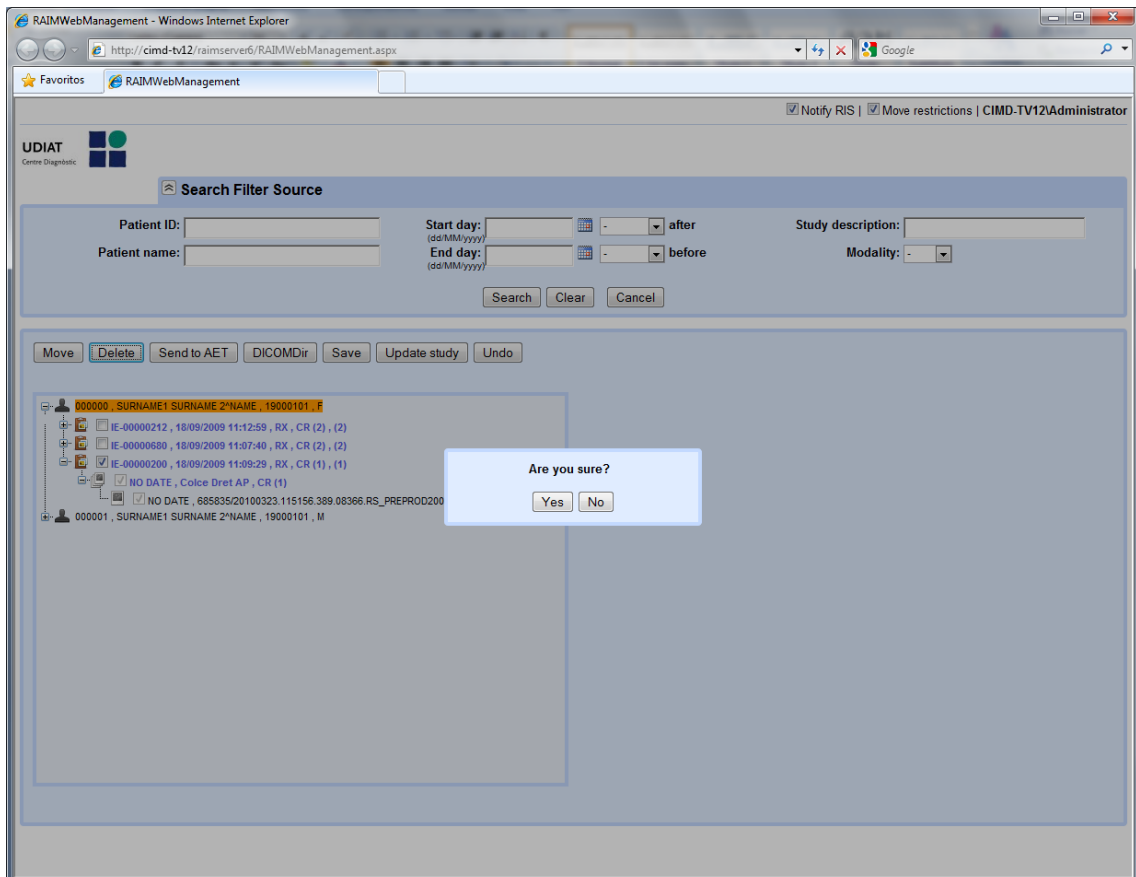 RAIMWebManagement - Windows Internet Explorer
http://cimd-tv12/raimserver6/RAIMWebManagement.aspx
Google
Favoritos
RAIMWebManagement
Notify RIS | Move restrictions | CIMD-TV12\Administrator
UDIAT
Centre Diagnòstic
Search Filter Source
Patient ID:
Start day:
(dd/MM/yyyy)
- after
Study description:
Patient name:
End day:
(dd/MM/yyyy)
- before
Modality: -
Search Clear Cancel
Move Delete Send to AET DICOMDir Save Update study Undo
000000 , SURNAME1 SURNAME 2^NAME , 19000101 , F
IE-00000212 , 18/09/2009 11:12:59 , RX , CR (2) , (2)
IE-00000680 , 18/09/2009 11:07:40 , RX , CR (2) , (2)
IE-00000200 , 18/09/2009 11:09:29 , RX , CR (1) , (1)
NO DATE , Colce Dret AP , CR (1)
NO DATE , 685835/20100323.115156.389.08366.RS_PREPROD200
000001 , SURNAME1 SURNAME 2^NAME , 19000101 , M
Are you sure?
Yes No